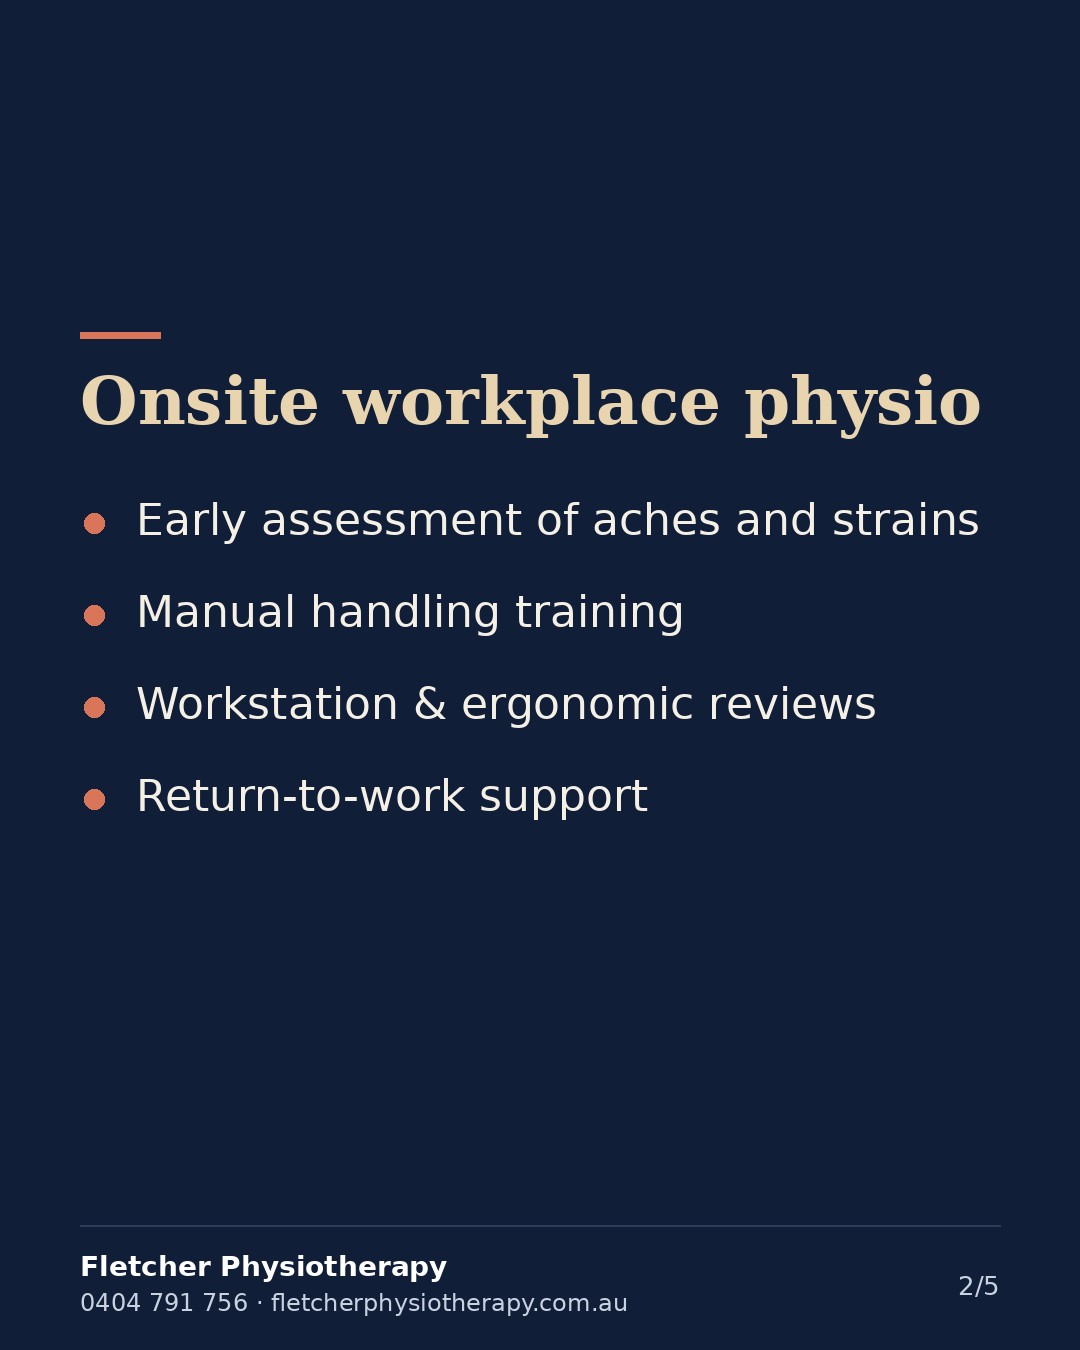 Onsite workplace physio
Early assessment of aches and strains
Manual handling training
Workstation & ergonomic reviews
Return-to-work support
Fletcher Physiotherapy
0404 791 756 · fletcherphysiotherapy.com.au
2/5